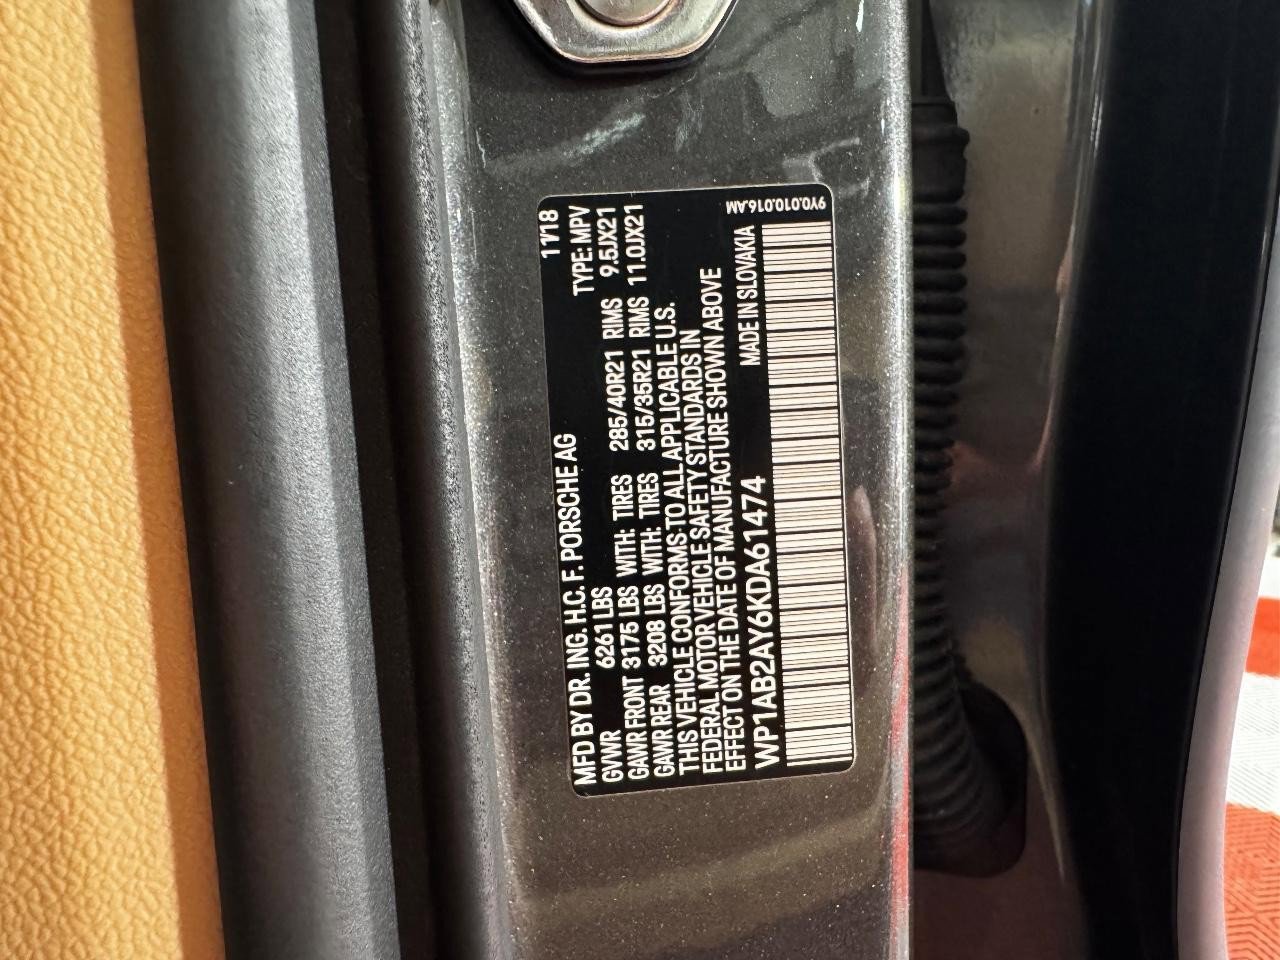 MFD BY DR. ING. H.C. F. PORSCHE AG 11/18
GVWR 6261 LBS TYPE: MPV
GAWR FRONT 3175 LBS WITH: TIRES 285/40R21 RIMS 9.5JX21
GAWR REAR 3208 LBS WITH: TIRES 315/35R21 RIMS 11.0JX21
THIS VEHICLE CONFORMS TO ALL APPLICABLE U.S.
FEDERAL MOTOR VEHICLE SAFETY STANDARDS IN
EFFECT ON THE DATE OF MANUFACTURE SHOWN ABOVE
WP1AB2AY6KDA61474 MADE IN SLOVAKIA
9Y0.010.016.AM